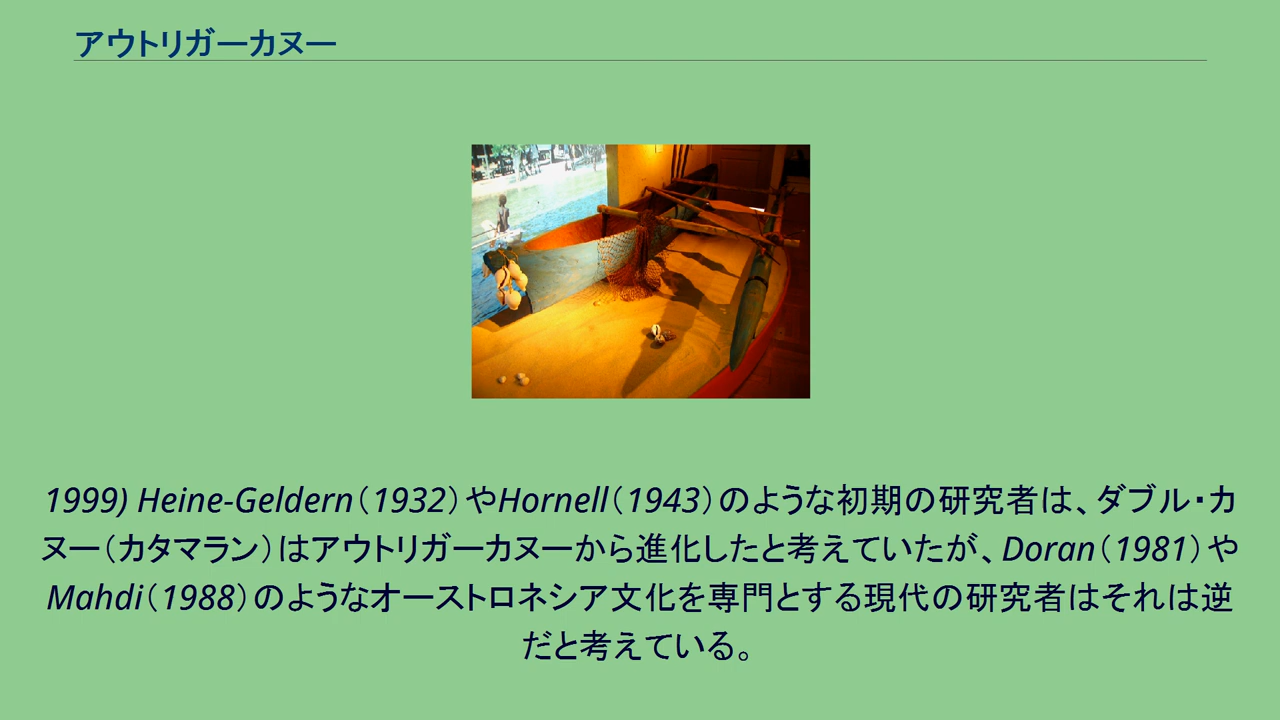 アウトリガーカヌー
1999) Heine-Geldern（1932）やHornell（1943）のような初期の研究者は、ダブル・カ
ヌー（カタマラン）はアウトリガーカヌーから進化したと考えていたが、Doran（1981）や
Mahdi（1988）のようなオーストロネシア文化を専門とする現代の研究者はそれは逆
だと考えている。